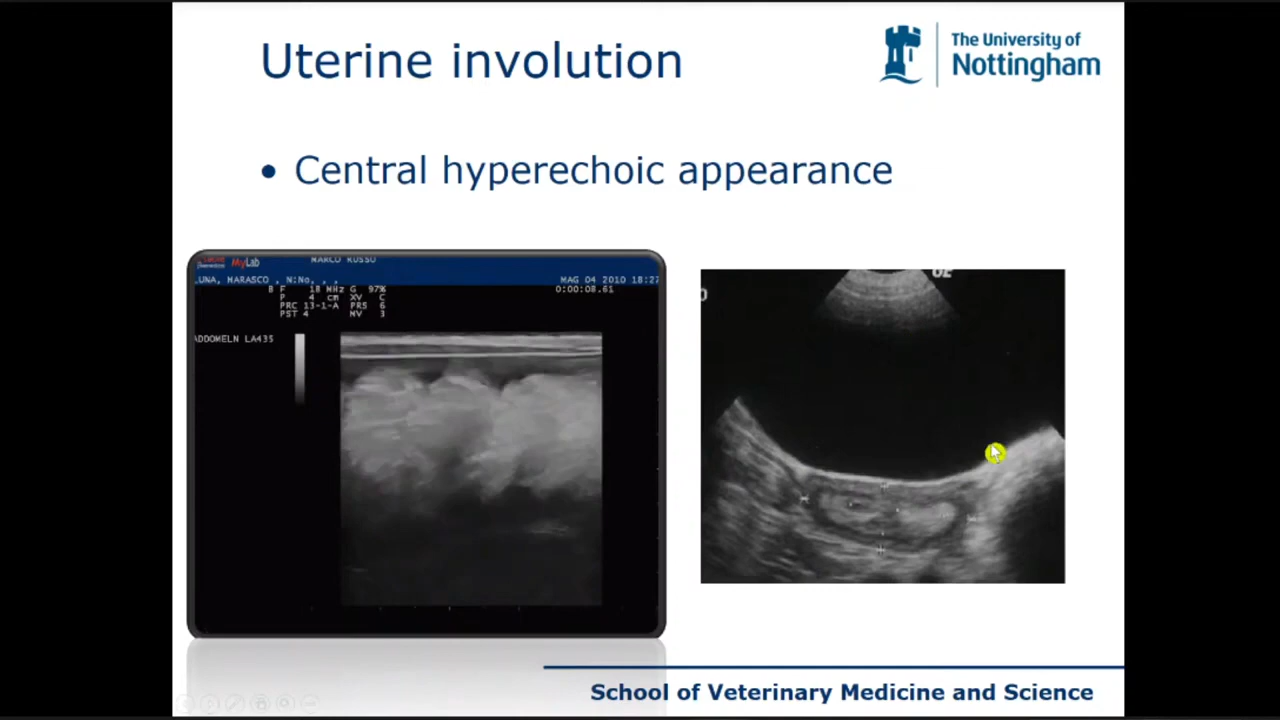 Uterine involution
The University of
Nottingham
• Central hyperechoic appearance
MyLab
MARCO RUSSO
LUNA, HARASCO , N:No, , ,
MAG 04 2010 18:27
B F 18 MHz G 97%
0:00:08.61
P 4 cm XV C
PRC 13-1-A PRS 6
PST 4 MV 3
ADDOMELN LA435
School of Veterinary Medicine and Science